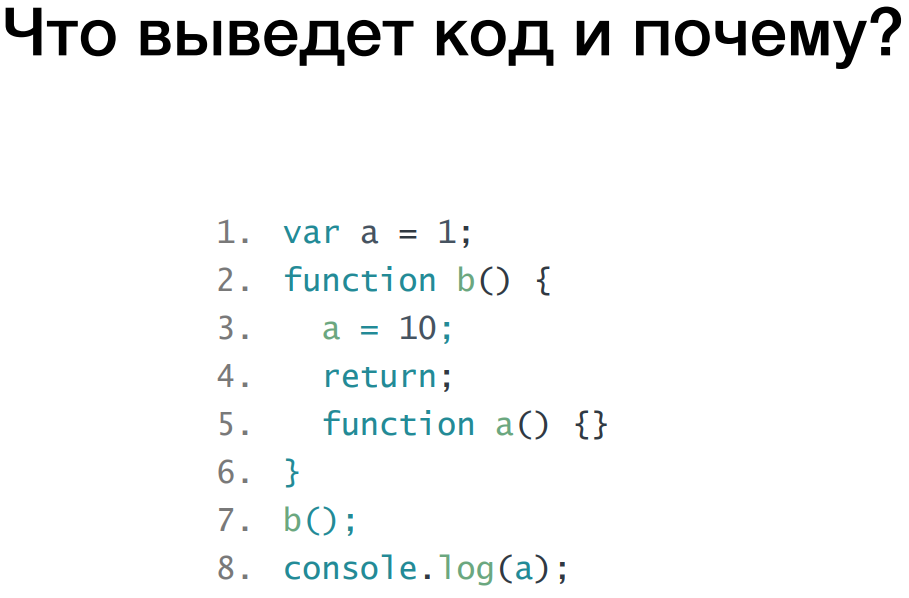 Что выведет код и почему?
1. var a = 1;
2. function b() {
3. a = 10;
4. return;
5. function a() {}
6. }
7. b();
8. console.log(a);